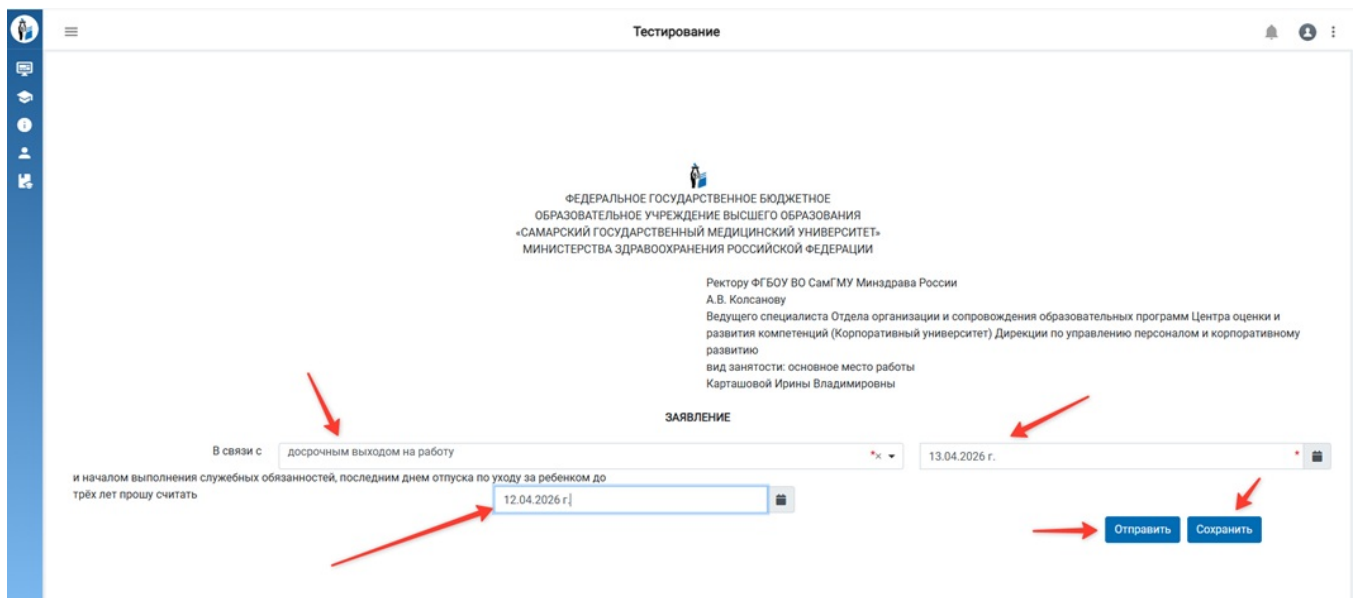 Тестирование
ФЕДЕРАЛЬНОЕ ГОСУДАРСТВЕННОЕ БЮДЖЕТНОЕ
ОБРАЗОВАТЕЛЬНОЕ УЧРЕЖДЕНИЕ ВЫСШЕГО ОБРАЗОВАНИЯ
«САМАРСКИЙ ГОСУДАРСТВЕННЫЙ МЕДИЦИНСКИЙ УНИВЕРСИТЕТ»
МИНИСТЕРСТВА ЗДРАВООХРАНЕНИЯ РОССИЙСКОЙ ФЕДЕРАЦИИ
Ректору ФГБОУ ВО СамГМУ Минздрава России
А.В. Колсанову
Ведущего специалиста Отдела организации и сопровождения образовательных программ Центра оценки и
развития компетенций (Корпоративный университет) Дирекции по управлению персоналом и корпоративному
развитию
вид занятости: основное место работы
Карташовой Ирины Владимировны
ЗАЯВЛЕНИЕ
В связи с досрочным выходом на работу 13.04.2026 г.
и началом выполнения служебных обязанностей, последним днем отпуска по уходу за ребенком до
трёх лет прошу считать 12.04.2026 г.
Отправить Сохранить